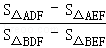 S△ADF − S△AEF
S△BDF − S△BEF